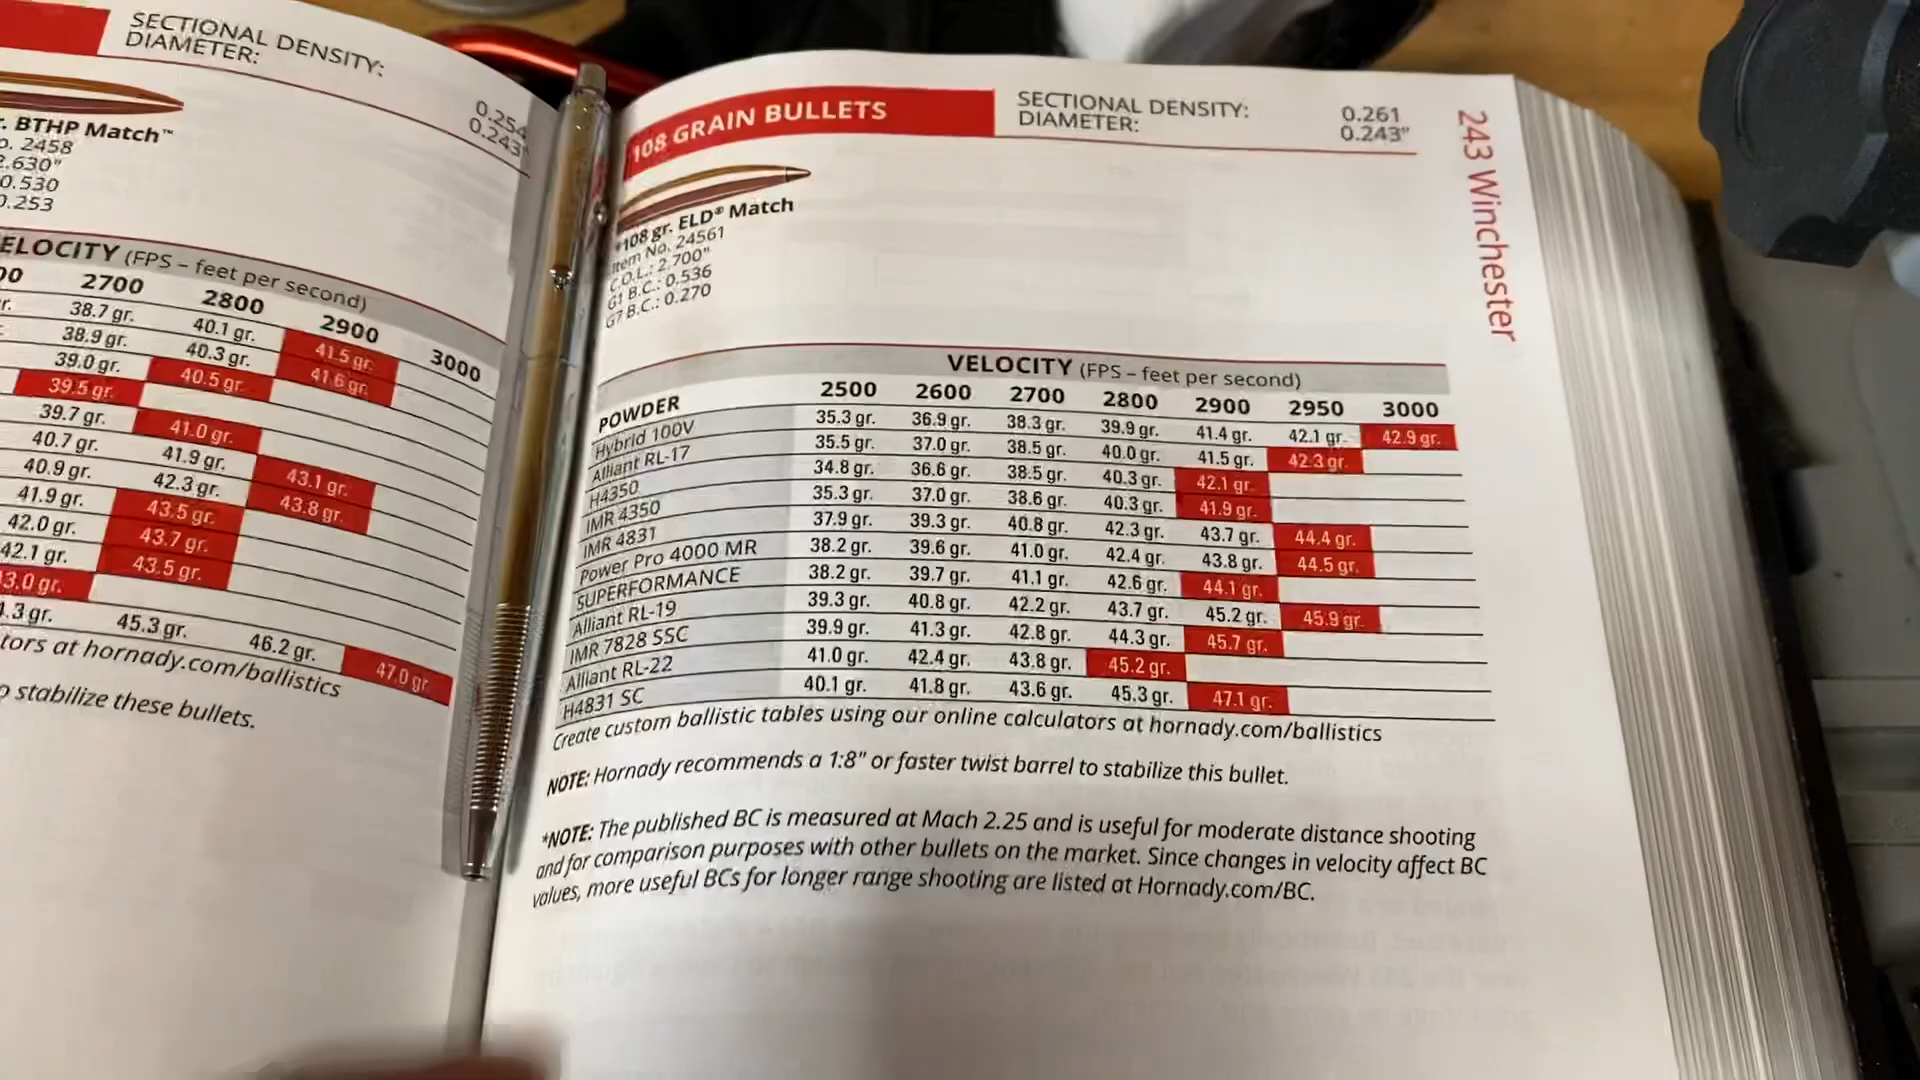 SECTIONAL DENSITY:
DIAMETER:
0.254
0.243"
. BTHP Match™
o. 2458
2.630"
0.530
0.253
ELOCITY (FPS – feet per second)
00 2700 2800 2900 3000
r. 38.7 gr. 40.1 gr. 41.5 gr.
38.9 gr. 40.3 gr. 41.6 gr.
39.0 gr. 40.5 gr.
39.5 gr.
39.7 gr. 41.0 gr.
40.7 gr. 41.9 gr. 43.1 gr.
40.9 gr. 42.3 gr. 43.8 gr.
41.9 gr. 43.5 gr.
42.0 gr. 43.7 gr.
42.1 gr. 43.5 gr.
3.0 gr.
.3 gr. 45.3 gr. 46.2 gr. 47.0 gr.
tors at hornady.com/ballistics
o stabilize these bullets.
108 GRAIN BULLETS
SECTIONAL DENSITY: 0.261
DIAMETER: 0.243"
243 Winchester
*108 gr. ELD® Match
Item No. 24561
C.O.L.: 2.700"
G1 B.C.: 0.536
G7 B.C.: 0.270
VELOCITY (FPS – feet per second)
POWDER 2500 2600 2700 2800 2900 2950 3000
Hybrid 100V 35.3 gr. 36.9 gr. 38.3 gr. 39.9 gr. 41.4 gr. 42.1 gr. 42.9 gr.
Alliant RL-17 35.5 gr. 37.0 gr. 38.5 gr. 40.0 gr. 41.5 gr. 42.3 gr.
H4350 34.8 gr. 36.6 gr. 38.5 gr. 40.3 gr. 42.1 gr.
IMR 4350 35.3 gr. 37.0 gr. 38.6 gr. 40.3 gr. 41.9 gr.
IMR 4831 37.9 gr. 39.3 gr. 40.8 gr. 42.3 gr. 43.7 gr. 44.4 gr.
Power Pro 4000 MR 38.2 gr. 39.6 gr. 41.0 gr. 42.4 gr. 43.8 gr. 44.5 gr.
SUPERFORMANCE 38.2 gr. 39.7 gr. 41.1 gr. 42.6 gr. 44.1 gr.
Alliant RL-19 39.3 gr. 40.8 gr. 42.2 gr. 43.7 gr. 45.2 gr. 45.9 gr.
IMR 7828 SSC 39.9 gr. 41.3 gr. 42.8 gr. 44.3 gr. 45.7 gr.
Alliant RL-22 41.0 gr. 42.4 gr. 43.8 gr. 45.2 gr.
H4831 SC 40.1 gr. 41.8 gr. 43.6 gr. 45.3 gr. 47.1 gr.
Create custom ballistic tables using our online calculators at hornady.com/ballistics
NOTE: Hornady recommends a 1:8" or faster twist barrel to stabilize this bullet.
*NOTE: The published BC is measured at Mach 2.25 and is useful for moderate distance shooting
and for comparison purposes with other bullets on the market. Since changes in velocity affect BC
values, more useful BCs for longer range shooting are listed at Hornady.com/BC.